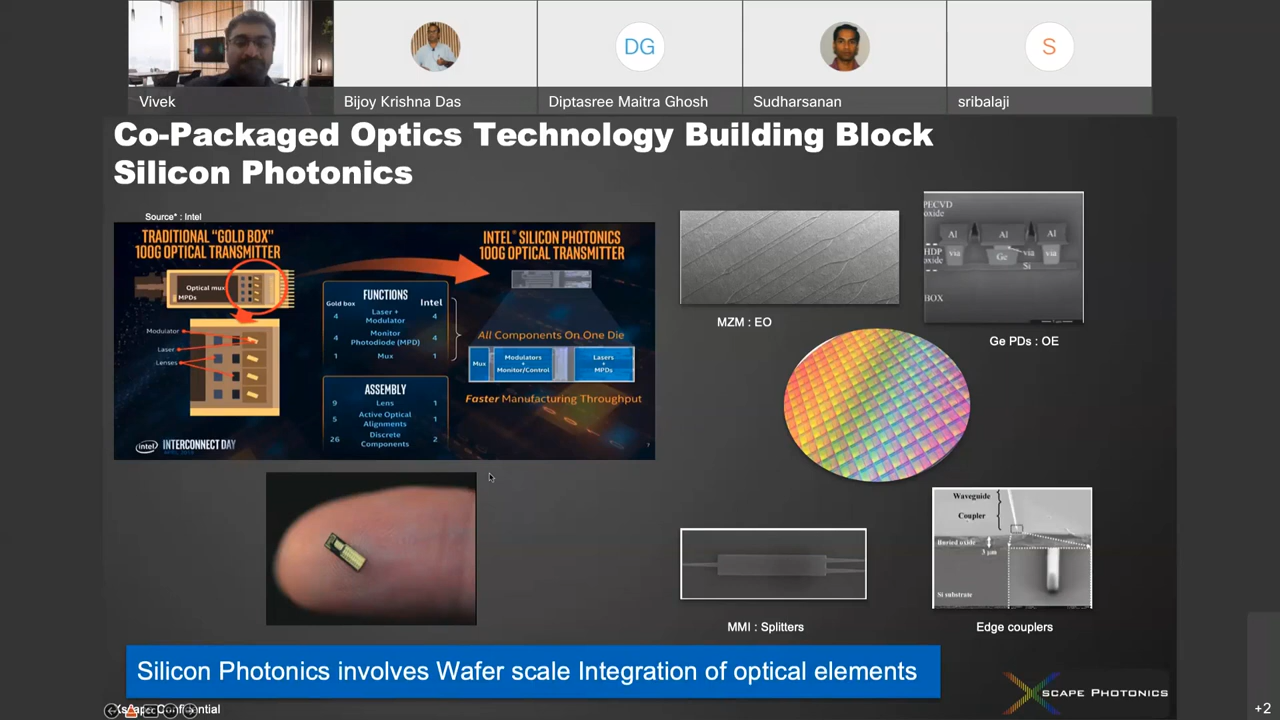 DG
S
Vivek
Bijoy Krishna Das
Diptasree Maitra Ghosh
Sudharsanan
sribalaji
Co-Packaged Optics Technology Building Block
Silicon Photonics
Source* : Intel
TRADITIONAL “GOLD BOX”
100G OPTICAL TRANSMITTER
Optical mux
MPDs
Modulator
Laser
Lenses
intel INTERCONNECT DAY
FUNCTIONS
Gold box Intel
4 Laser + Modulator 4
4 Monitor Photodiode (MPD) 4
1 Mux 1
ASSEMBLY
9 Lens 1
5 Active Optical Alignments 1
26 Discrete Components 2
INTEL® SILICON PHOTONICS
100G OPTICAL TRANSMITTER
All Components On One Die
Mux
Modulators
+
Monitor/Control
Lasers
+
MPDs
Faster Manufacturing Throughput
7
MZM : EO
PECVD
oxide
Al Al Al
HDP
oxide
via via via
Ge
Si
BOX
Ge PDs : OE
MMI : Splitters
Waveguide
Coupler
Buried oxide
3 μm
Si substrate
Edge couplers
Silicon Photonics involves Wafer scale Integration of optical elements
XSCAPE PHOTONICS
+2